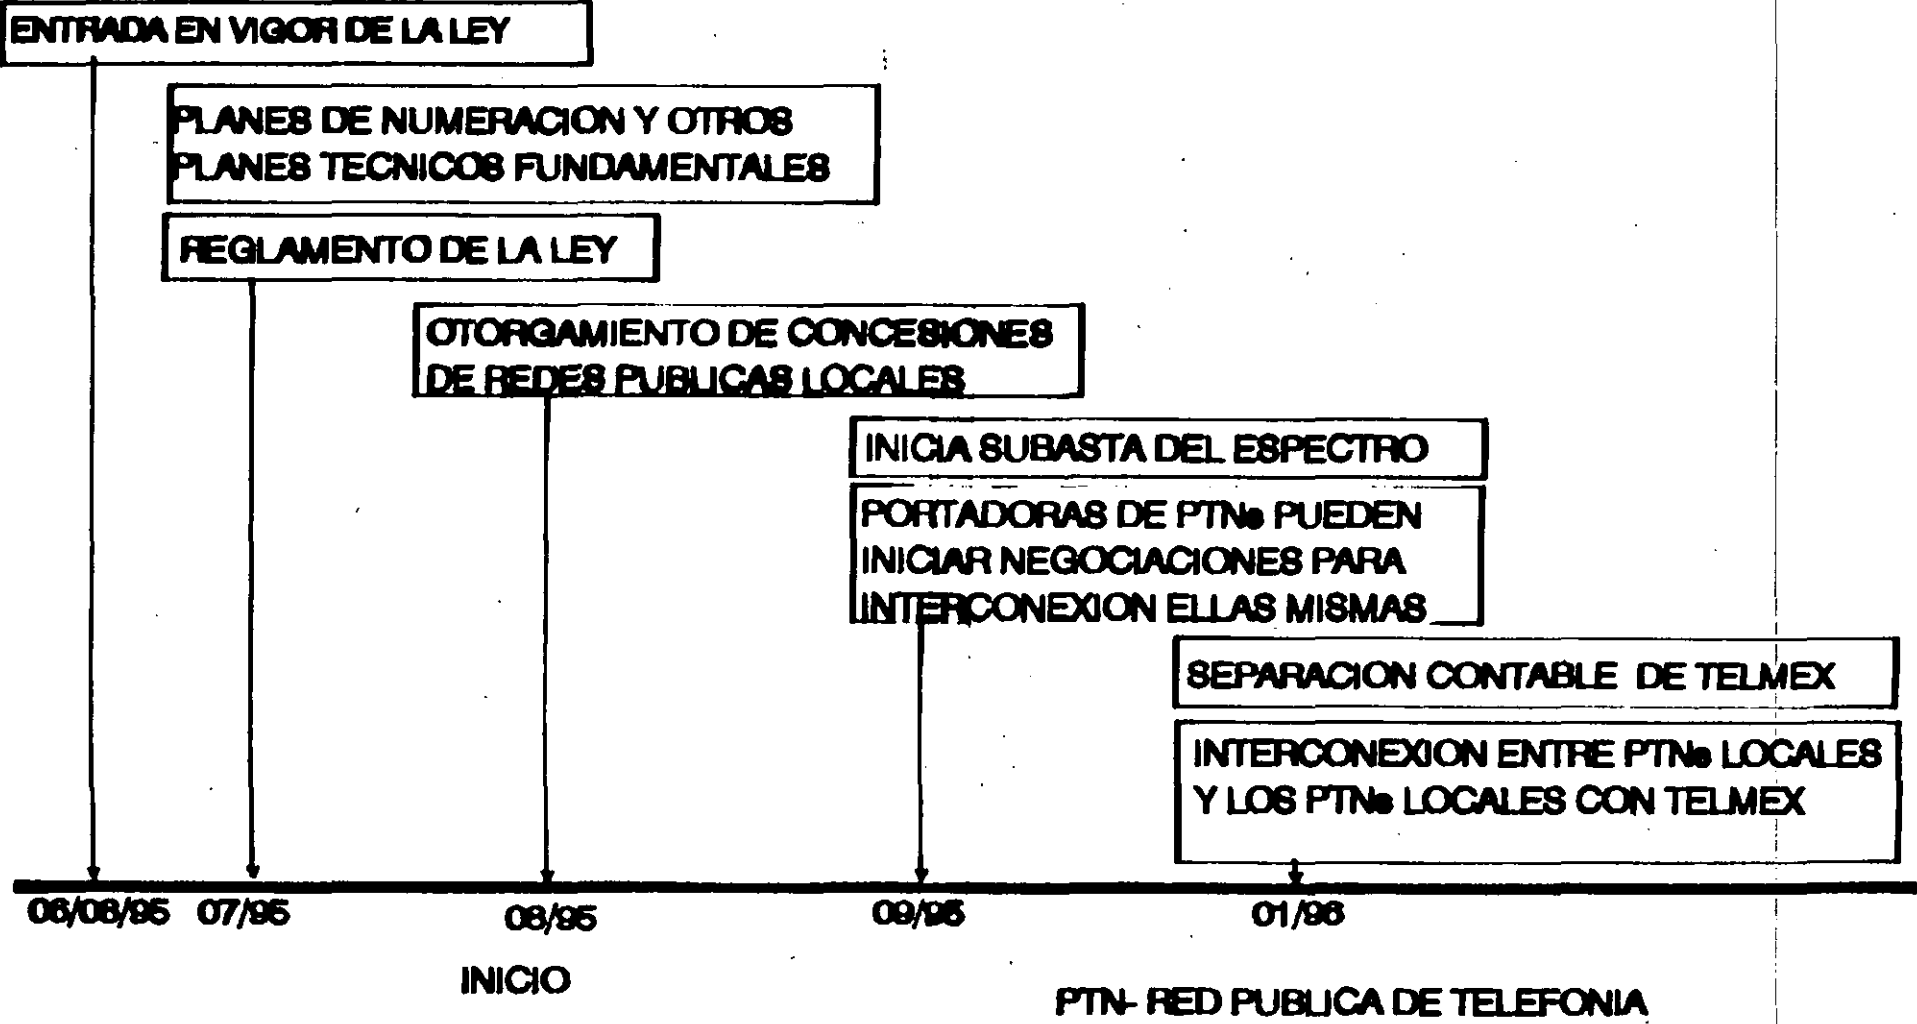 ENTRADA EN VIGOR DE LA LEY
PLANES DE NUMERACION Y OTROS
PLANES TECNICOS FUNDAMENTALES
REGLAMENTO DE LA LEY
OTORGAMIENTO DE CONCESIONES
DE REDES PUBLICAS LOCALES
INICIA SUBASTA DEL ESPECTRO
PORTADORAS DE PTNs PUEDEN
INICIAR NEGOCIACIONES PARA
INTERCONEXION ELLAS MISMAS
SEPARACION CONTABLE DE TELMEX
INTERCONEXION ENTRE PTNs LOCALES
Y LOS PTNs LOCALES CON TELMEX
06/08/95 07/95 08/95 09/95 01/96
INICIO
PTN- RED PUBLICA DE TELEFONIA